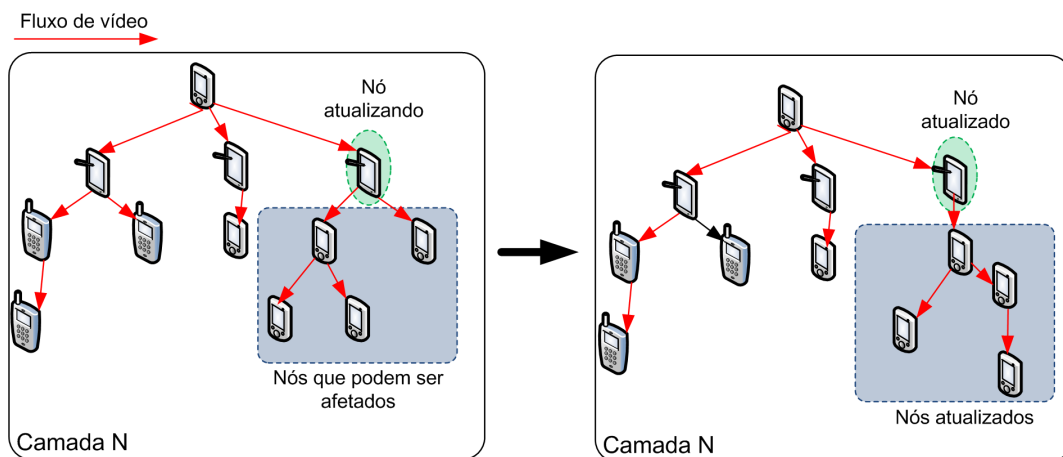 Fluxo de vídeo
Nó
atualizando
Nós que podem ser
afetados
Camada N
Nó
atualizado
Nós atualizados
Camada N